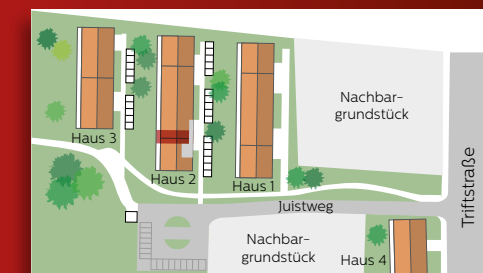 Nachbar-
grundstück
Haus 3
Haus 2
Haus 1
Triftstraße
Juistweg
Nachbar-
grundstück
Haus 4